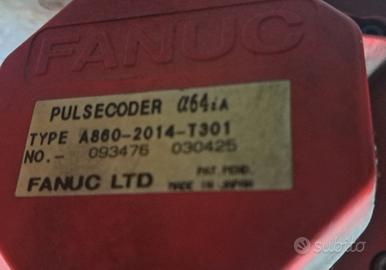 FANUC
PULSECODER α64iA
TYPE A860-2014-T301
NO.- 093476 030425
PAT. PEND.
FANUC LTD MADE IN JAPAN
subito